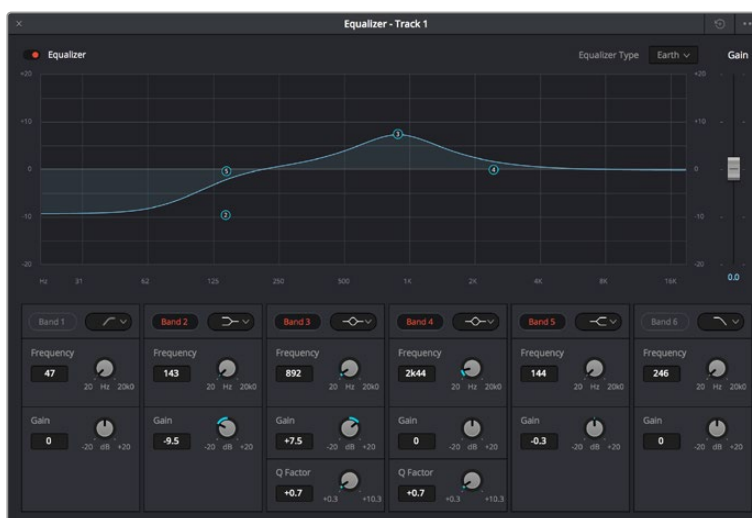 × Equalizer - Track 1
Equalizer Equalizer Type Earth Gain
+20 +20
+10 +10
0 0
-10 -10
-20 -20
5 3 4 2
Hz 31 62 125 250 500 1K 2K 4K 8K 16K 0.0
Band 1 Band 2 Band 3 Band 4 Band 5 Band 6
Frequency Frequency Frequency Frequency Frequency Frequency
47 143 892 2k44 144 246
20 Hz 20k0 20 Hz 20k0 20 Hz 20k0 20 Hz 20k0 20 Hz 20k0 20 Hz 20k0
Gain Gain Gain Gain Gain Gain
0 -9.5 +7.5 0 -0.3 0
-20 dB +20 -20 dB +20 -20 dB +20 -20 dB +20 -20 dB +20 -20 dB +20
Q Factor Q Factor
+0.7 +0.7
+0.3 +10.3 +0.3 +10.3